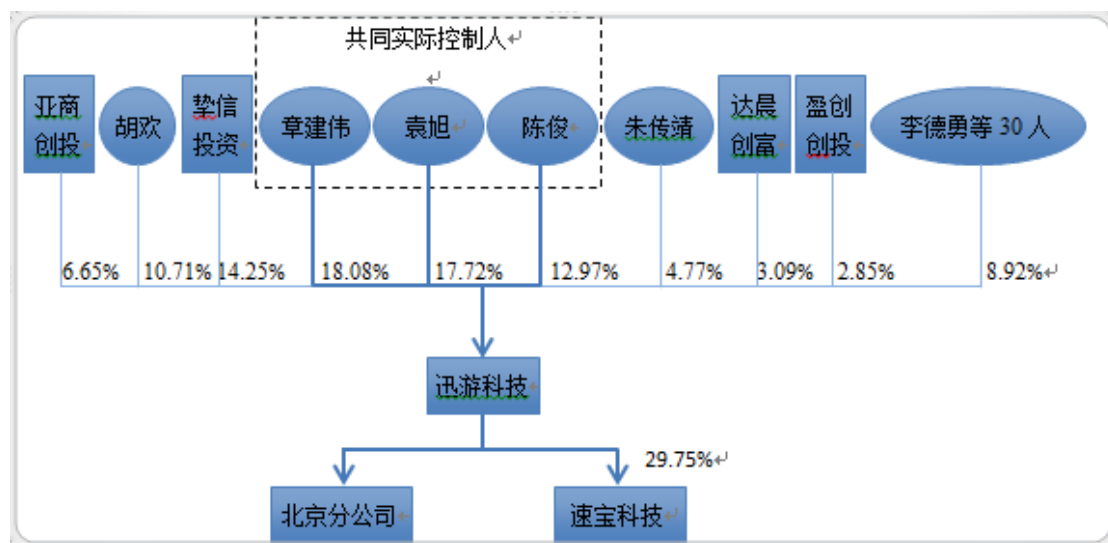 共同实际控制人
亚商
创投
胡欢
挚信
投资
章建伟
袁旭
陈俊
朱传靖
达晨
创富
盈创
创投
李德勇等 30 人
6.65%
10.71%
14.25%
18.08%
17.72%
12.97%
4.77%
3.09%
2.85%
8.92%
迅游科技
29.75%
北京分公司
速宝科技